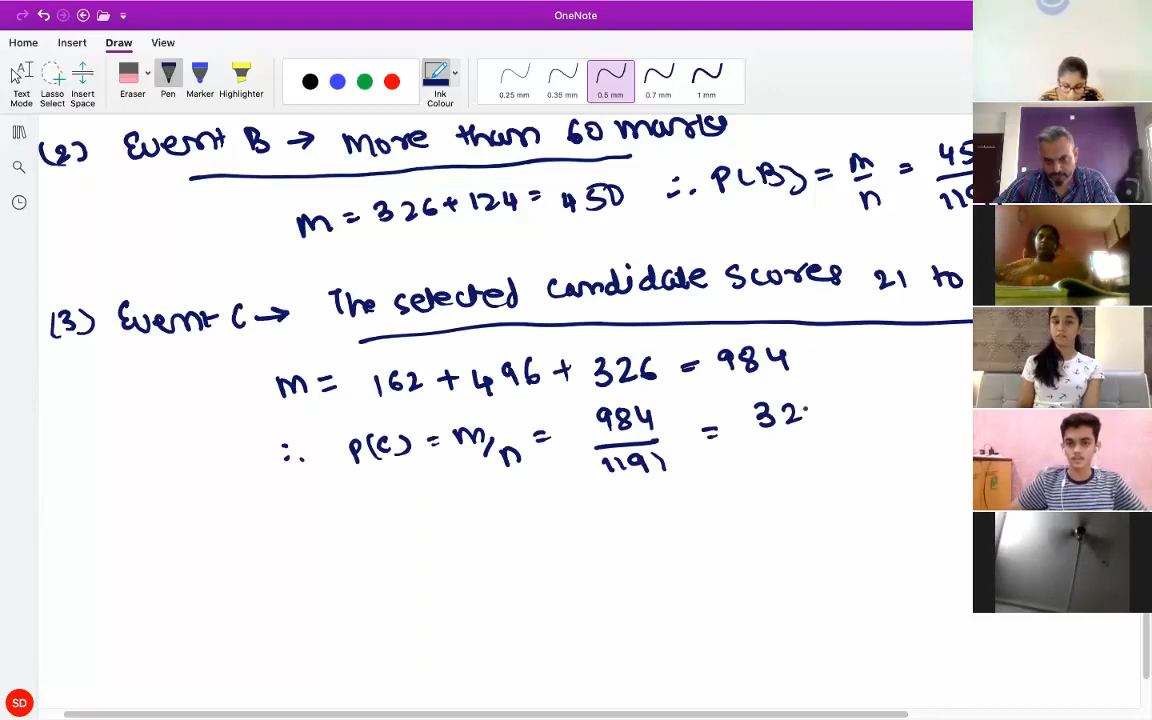 OneNote
Home Insert Draw View
Text Mode Lasso Select Insert Space Eraser Pen Marker Highlighter Ink Colour 0.25 mm 0.35 mm 0.5 mm 0.7 mm 1 mm
(2) Event B → More than 60 marks
m = 326 + 124 = 450 ∴ P(B) = m/n = 45
(3) Event C → The selected candidate scores 21 to
m = 162 + 496 + 326 = 984
∴ P(C) = m/n = 984/1191 = 32
SD